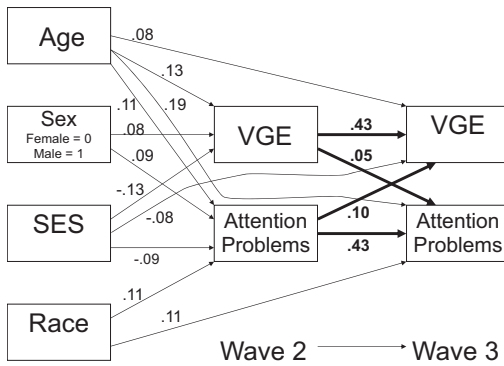 Age
.08
.13
.11
.19
Sex
Female = 0
Male = 1
.08
.09
VGE
.43
VGE
.05
-.13
-.08
SES
Attention
Problems
.10
.43
Attention
Problems
-.09
.11
.11
Race
Wave 2
Wave 3